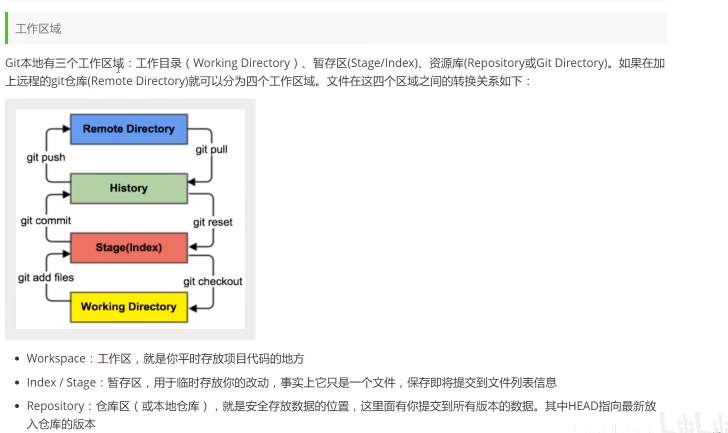 工作区域
Git本地有三个工作区域：工作目录（Working Directory）、暂存区(Stage/Index)、资源库(Repository或Git Directory)。如果在加
上远程的git仓库(Remote Directory)就可以分为四个工作区域。文件在这四个区域之间的转换关系如下：
Remote Directory
git push
git pull
History
git commit
git reset
Stage(Index)
git add files
git checkout
Working Directory
Workspace：工作区，就是你平时存放项目代码的地方
Index / Stage：暂存区，用于临时存放你的改动，事实上它只是一个文件，保存即将提交到文件列表信息
Repository：仓库区（或本地仓库），就是安全存放数据的位置，这里面有你提交到所有版本的数据。其中HEAD指向最新放
入仓库的版本